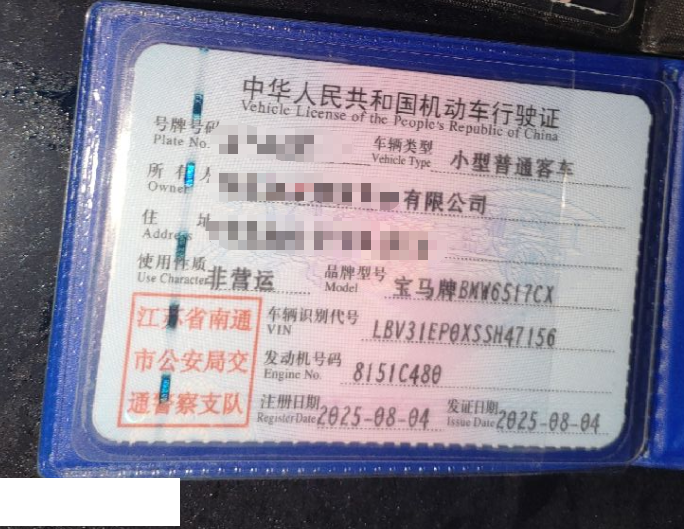 中华人民共和国机动车行驶证
Vehicle License of the People's Republic of China
号牌号码
Plate No.
车辆类型
Vehicle Type
小型普通客车
所有人
Owner
有限公司
住 址
Address
使用性质
Use Character
非营运
品牌型号
Model
宝马牌BMW6517CX
江苏省南通
市公安局交
通警察支队
车辆识别代号
VIN
LBV31EP0XSSH47156
发动机号码
Engine No.
8151C480
注册日期
Register Date
2025-08-04
发证日期
Issue Date
2025-08-04